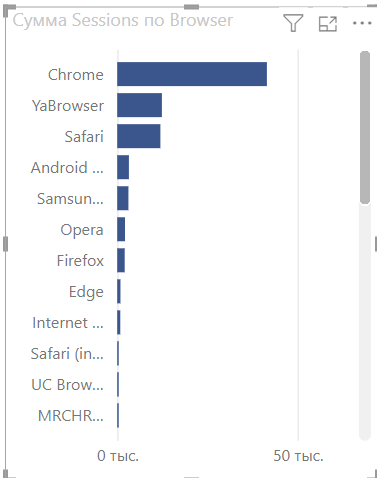 Сумма Sessions по Browser
Chrome
YaBrowser
Safari
Android ...
Samsun...
Opera
Firefox
Edge
Internet ...
Safari (in...
UC Brow...
MRCHR...
0 тыс. 50 тыс.